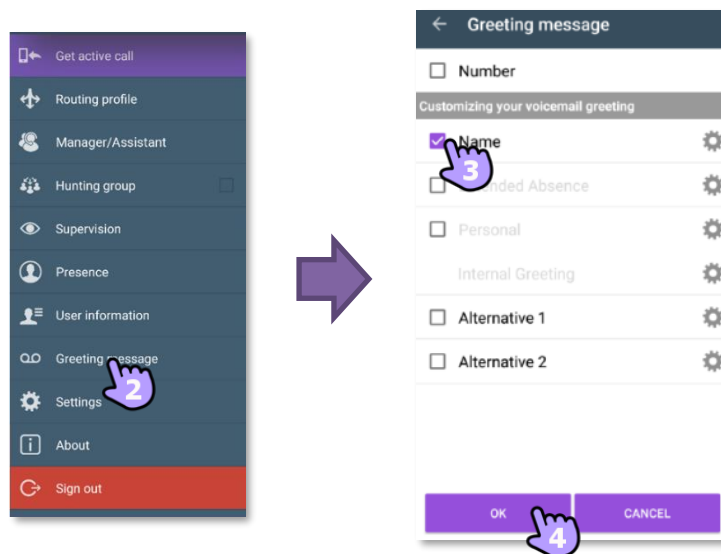 Get active call
Routing profile
Manager/Assistant
Hunting group
Supervision
Presence
User information
Greeting message
2
Settings
About
Sign out
Greeting message
Number
Customizing your voicemail greeting
Name
3
Absence
Personal
Internal Greeting
Alternative 1
Alternative 2
OK
CANCEL
4